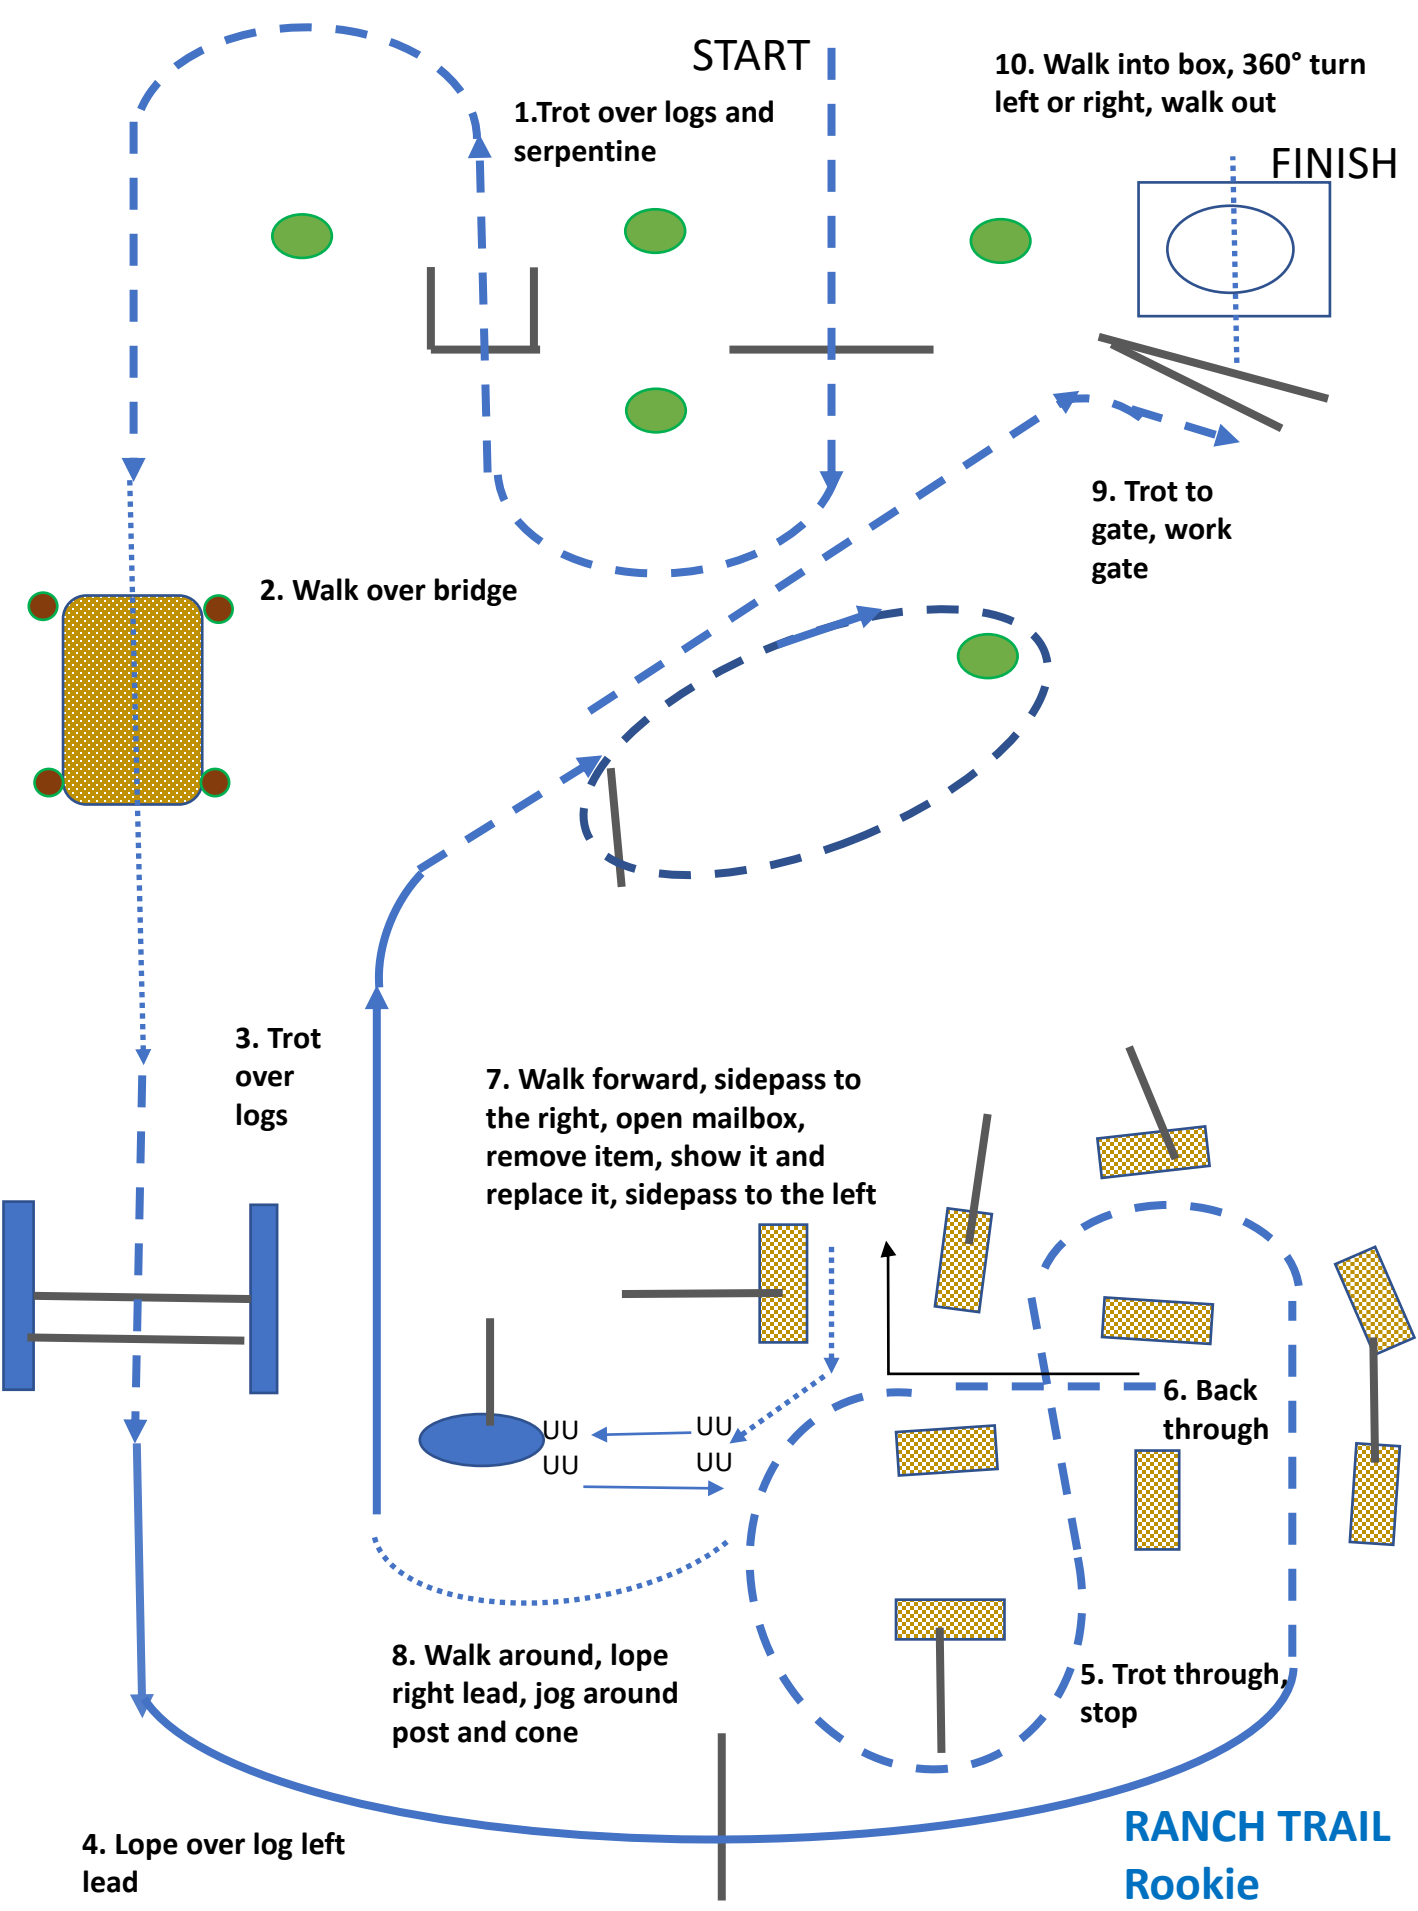 START
1.Trot over logs and
serpentine
10. Walk into box, 360° turn
left or right, walk out
FINISH
9. Trot to
gate, work
gate
2. Walk over bridge
3. Trot
over
logs
7. Walk forward, sidepass to
the right, open mailbox,
remove item, show it and
replace it, sidepass to the left
6. Back
through
UU
UU
UU
UU
8. Walk around, lope
right lead, jog around
post and cone
5. Trot through,
stop
4. Lope over log left
lead
RANCH TRAIL
Rookie